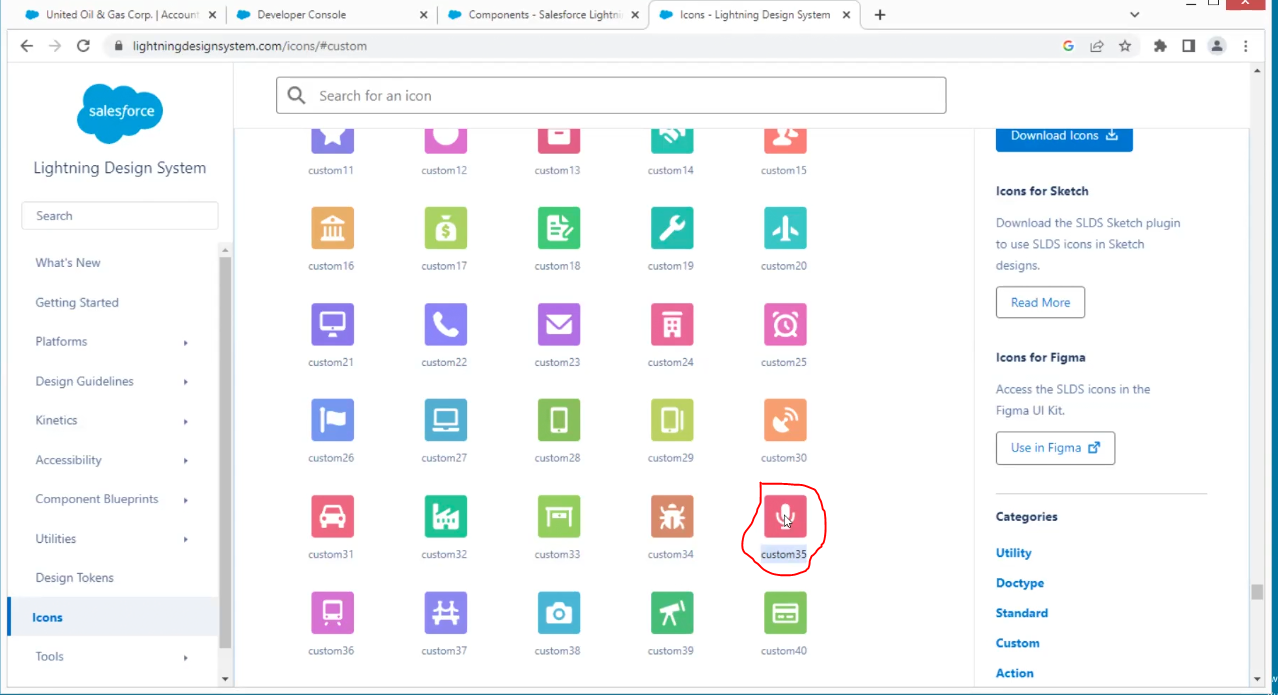 United Oil & Gas Corp. | Account
Developer Console
Components - Salesforce Lightnin
Icons - Lightning Design System
lightningdesignsystem.com/icons/#custom
salesforce
Lightning Design System
Search
What's New
Getting Started
Platforms
Design Guidelines
Kinetics
Accessibility
Component Blueprints
Utilities
Design Tokens
Icons
Tools
Search for an icon
custom11 custom12 custom13 custom14 custom15
custom16 custom17 custom18 custom19 custom20
custom21 custom22 custom23 custom24 custom25
custom26 custom27 custom28 custom29 custom30
custom31 custom32 custom33 custom34 custom35
custom36 custom37 custom38 custom39 custom40
Download Icons
Icons for Sketch
Download the SLDS Sketch plugin
to use SLDS icons in Sketch
designs.
Read More
Icons for Figma
Access the SLDS icons in the
Figma UI Kit.
Use in Figma
Categories
Utility
Doctype
Standard
Custom
Action